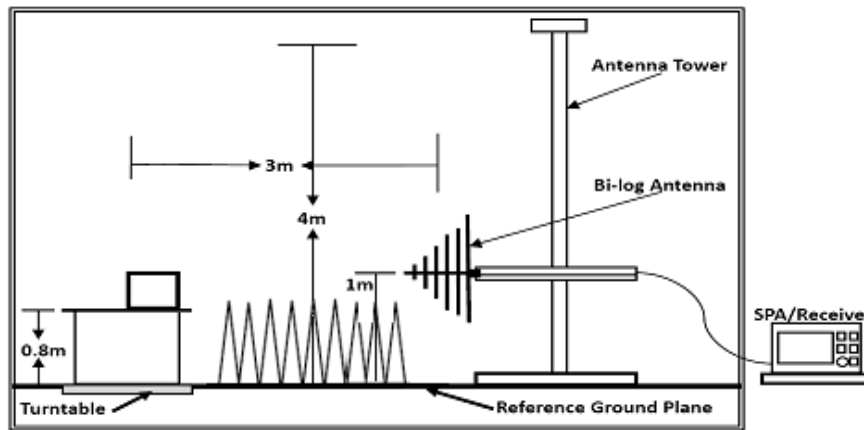 Antenna Tower
3m
Bi-log Antenna
4m
1m
SPA/Receive
0.8m
Turntable
Reference Ground Plane